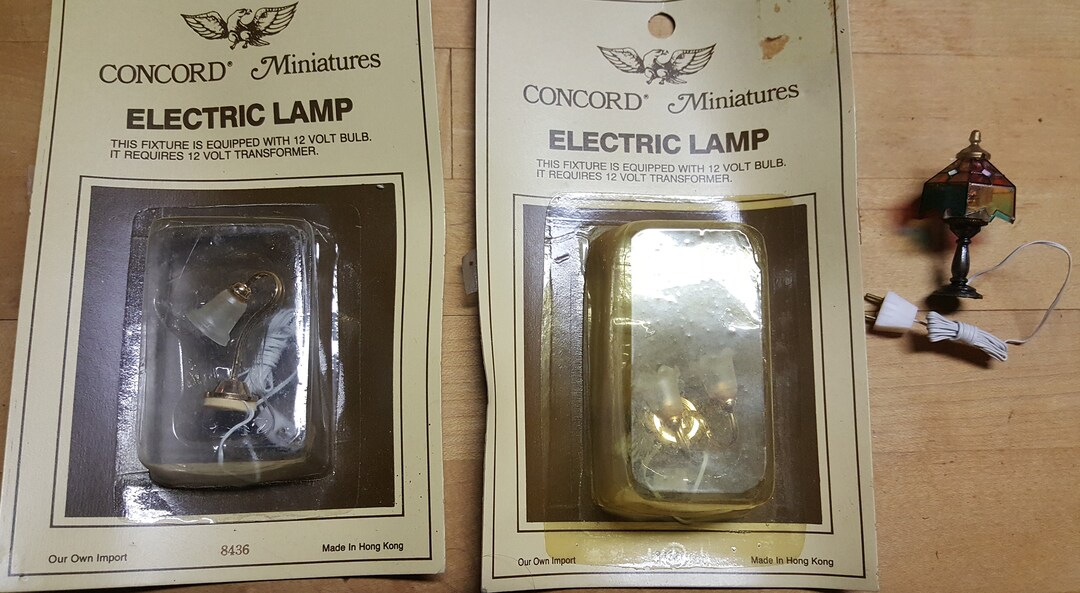 CONCORD® Miniatures
ELECTRIC LAMP
THIS FIXTURE IS EQUIPPED WITH 12 VOLT BULB.
IT REQUIRES 12 VOLT TRANSFORMER.
Our Own Import
8436
Made In Hong Kong
CONCORD® Miniatures
ELECTRIC LAMP
THIS FIXTURE IS EQUIPPED WITH 12 VOLT BULB.
IT REQUIRES 12 VOLT TRANSFORMER.
Our Own Import
Made In Hong Kong